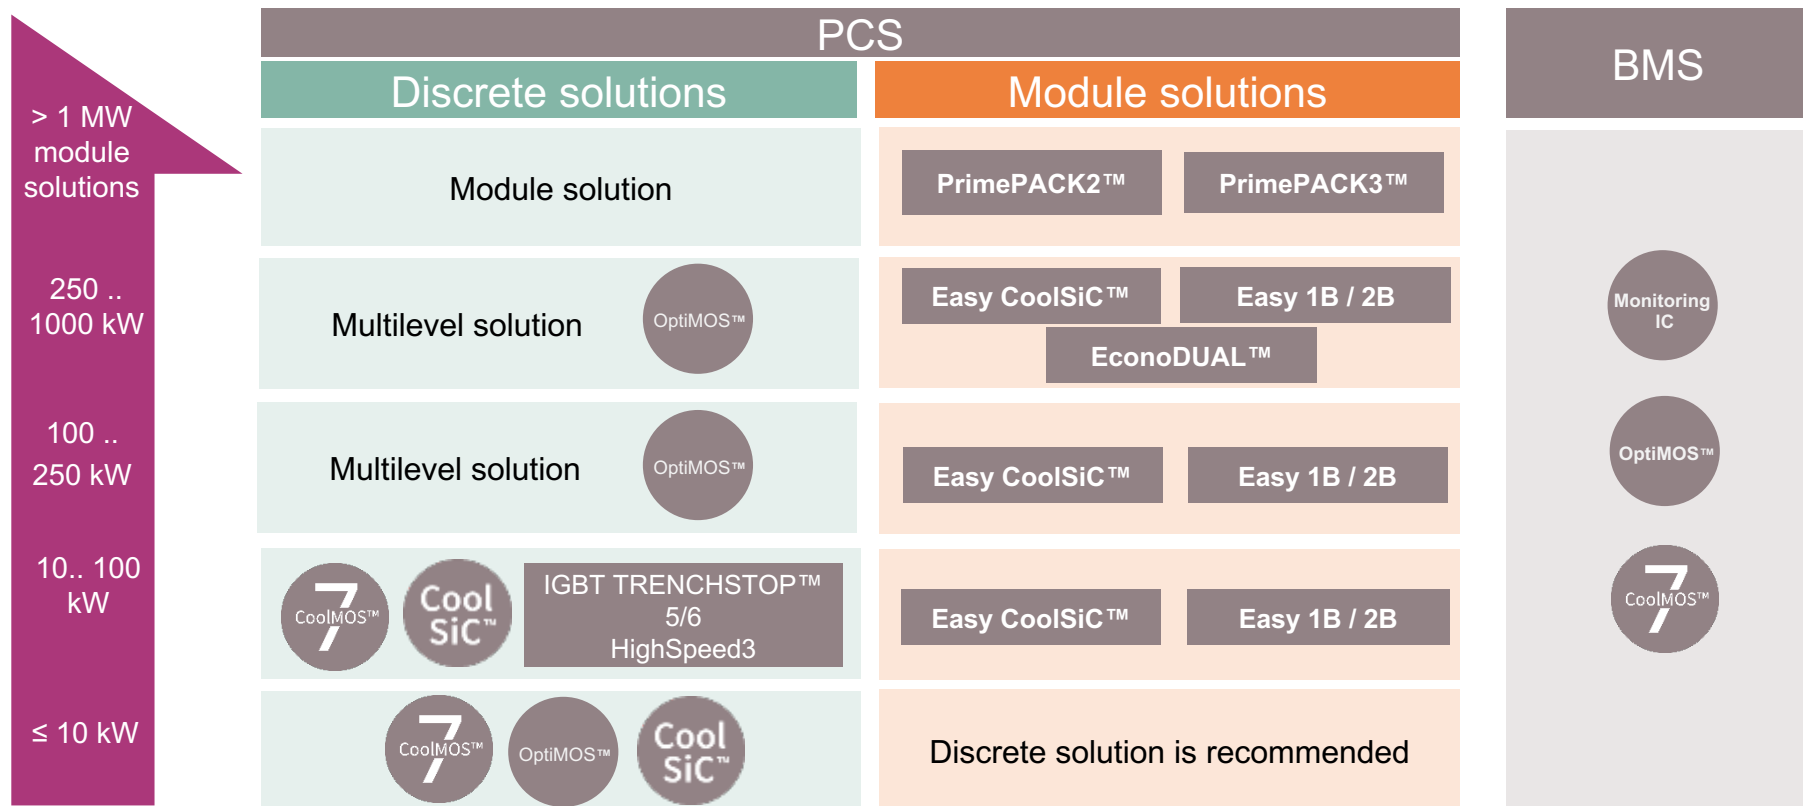 PCS
BMS
Discrete solutions
Module solutions
> 1 MW
module
solutions
Module solution
PrimePACK2™
PrimePACK3™
250 ..
1000 kW
Multilevel solution
OptiMOS™
Easy CoolSiC™
Easy 1B / 2B
EconoDUAL™
Monitoring
IC
100 ..
250 kW
Multilevel solution
OptiMOS™
Easy CoolSiC™
Easy 1B / 2B
OptiMOS™
10.. 100
kW
7
CoolMOS™
Cool
SiC™
IGBT TRENCHSTOP™
5/6
HighSpeed3
Easy CoolSiC™
Easy 1B / 2B
7
CoolMOS™
≤ 10 kW
7
CoolMOS™
OptiMOS™
Cool
SiC™
Discrete solution is recommended